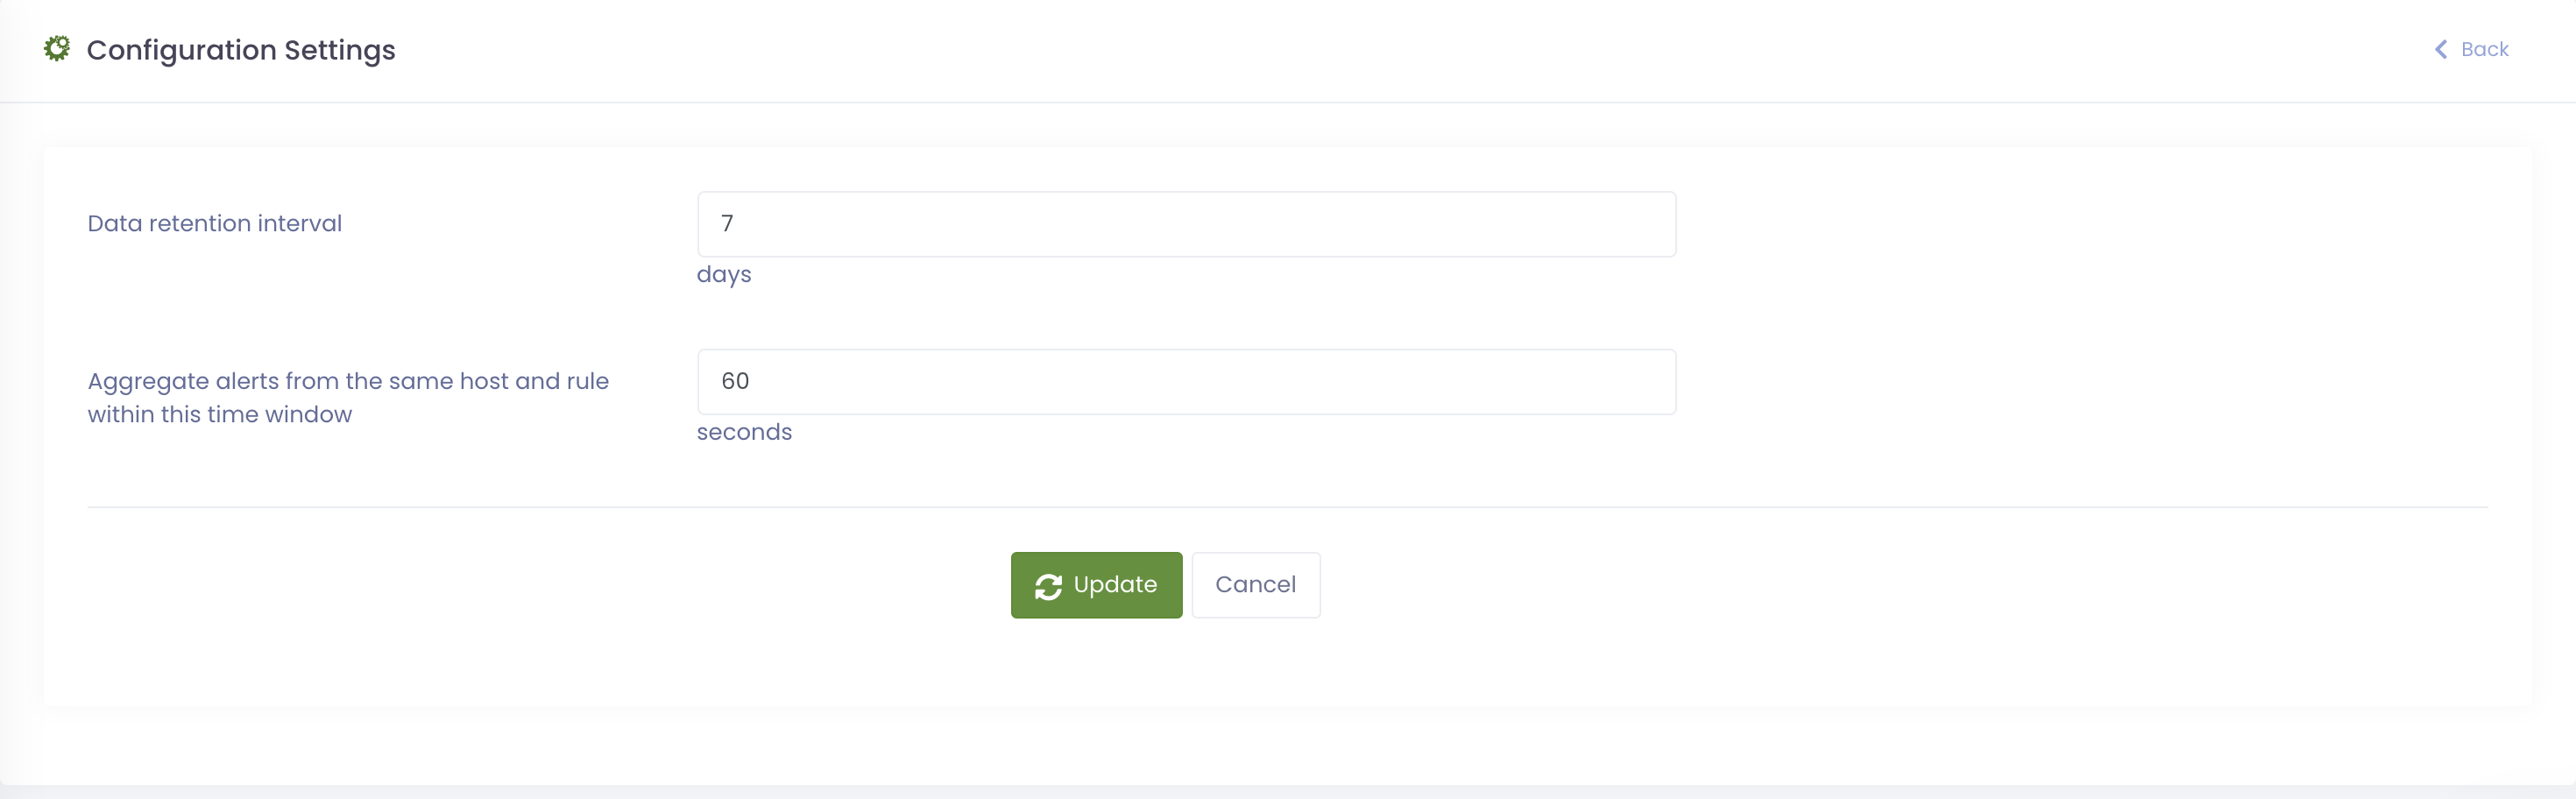 Configuration Settings
Back
Data retention interval
7
days
Aggregate alerts from the same host and rule
within this time window
60
seconds
Update
Cancel